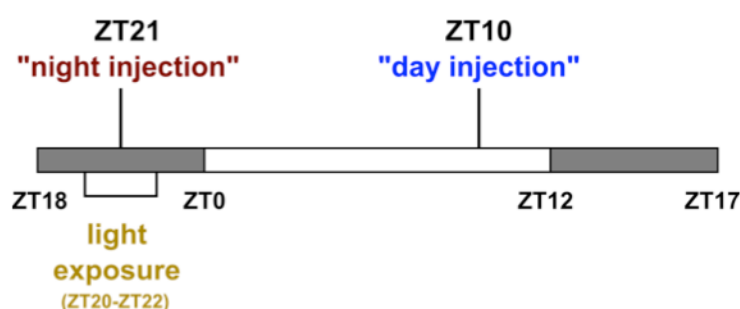 ZT21
"night injection"
ZT10
"day injection"
ZT18
ZT0
ZT12
ZT17
light
exposure
(ZT20-ZT22)